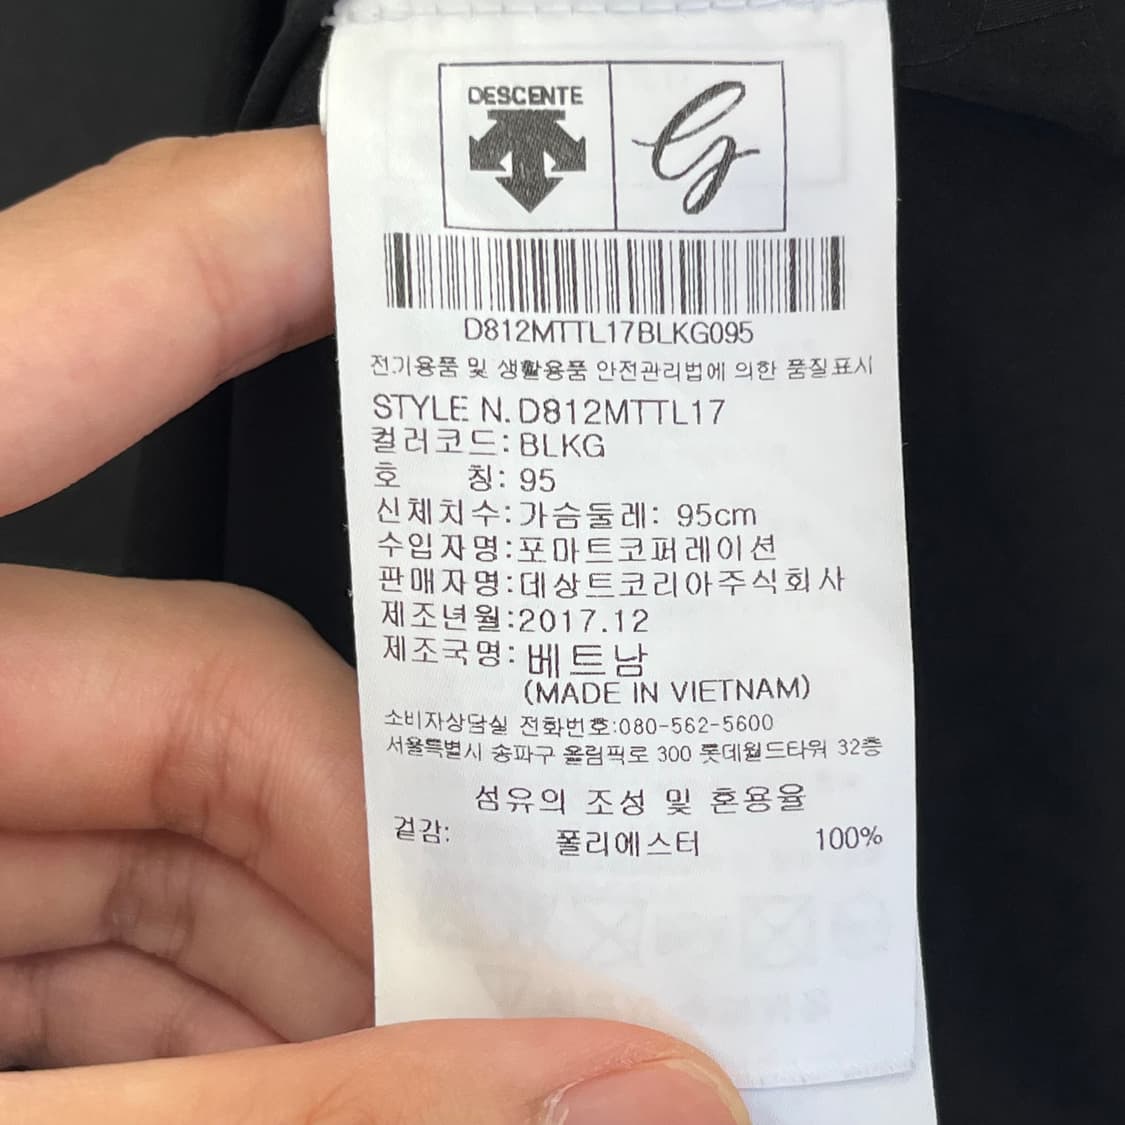 DESCENTE
G
D812MTTL17BLKG095
전기용품 및 생활용품 안전관리법에 의한 품질표시
STYLE N. D812MTTL17
컬러코드: BLKG
호 칭: 95
신체치수: 가슴둘레: 95cm
수입자명: 포마트코퍼레이션
판매자명: 데상트코리아주식회사
제조년월: 2017.12
제조국명: 베트남
(MADE IN VIETNAM)
소비자상담실 전화번호:080-562-5600
서울특별시 송파구 올림픽로 300 롯데월드타워 32층
섬유의 조성 및 혼용율
겉감: 폴리에스터 100%